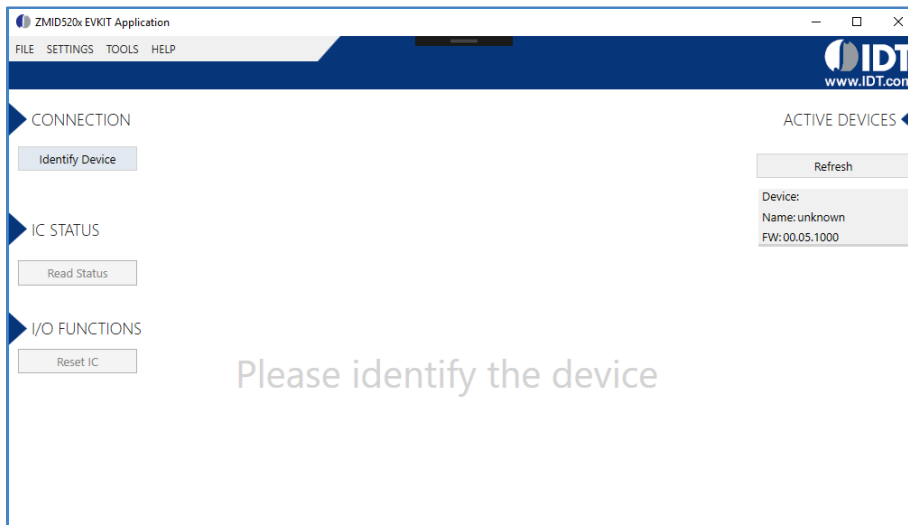 ZMID520x EVKIT Application
FILE SETTINGS TOOLS HELP
IDT
www.IDT.com
CONNECTION
ACTIVE DEVICES
Identify Device
Refresh
Device:
Name: unknown
FW: 00.05.1000
IC STATUS
Read Status
I/O FUNCTIONS
Reset IC
Please identify the device